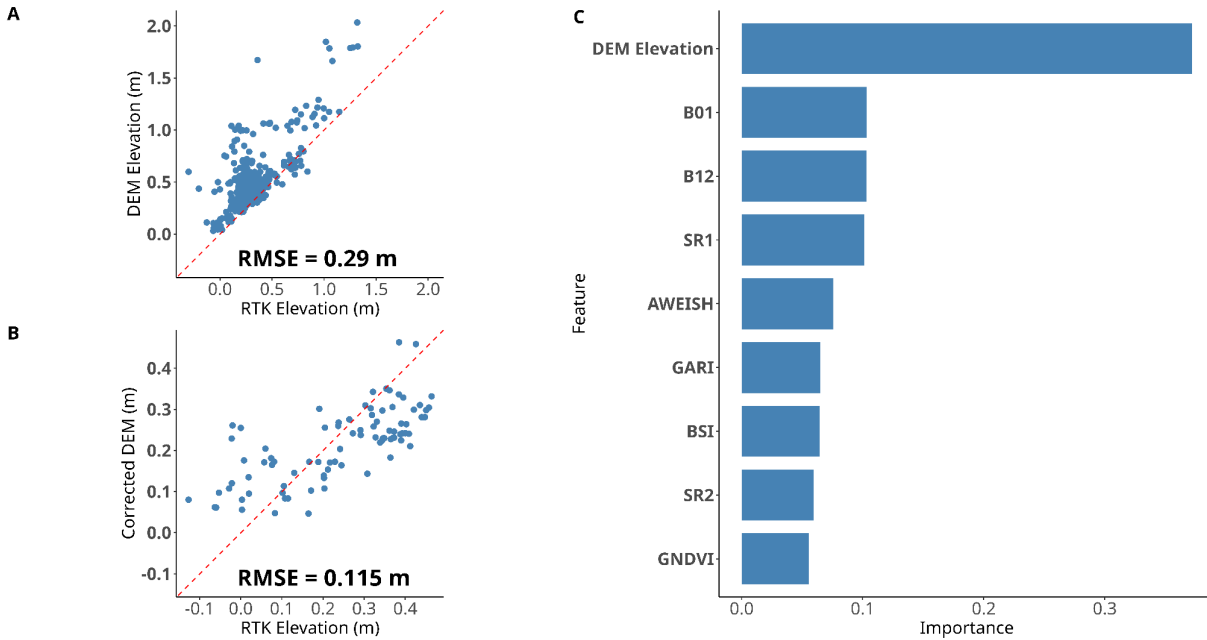 A
2.0
1.5
1.0
0.5
0.0
DEM Elevation (m)
RMSE = 0.29 m
0.0 0.5 1.0 1.5 2.0
RTK Elevation (m)
B
0.4
0.3
0.2
0.1
0.0
-0.1
Corrected DEM (m)
RMSE = 0.115 m
-0.1 0.0 0.1 0.2 0.3 0.4
RTK Elevation (m)
C
Feature
DEM Elevation
B01
B12
SR1
AWEISH
GARI
BSI
SR2
GNDVI
0.0 0.1 0.2 0.3
Importance